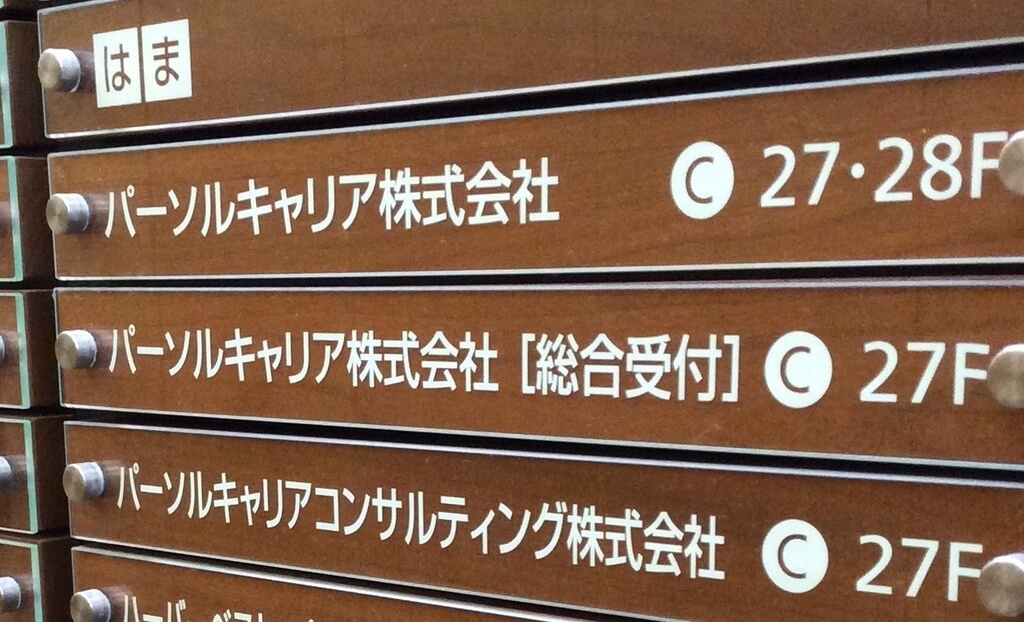 は ま
パーソルキャリア株式会社 C 27・28F
パーソルキャリア株式会社 [総合受付] C 27F
パーソルキャリアコンサルティング株式会社 C 27F